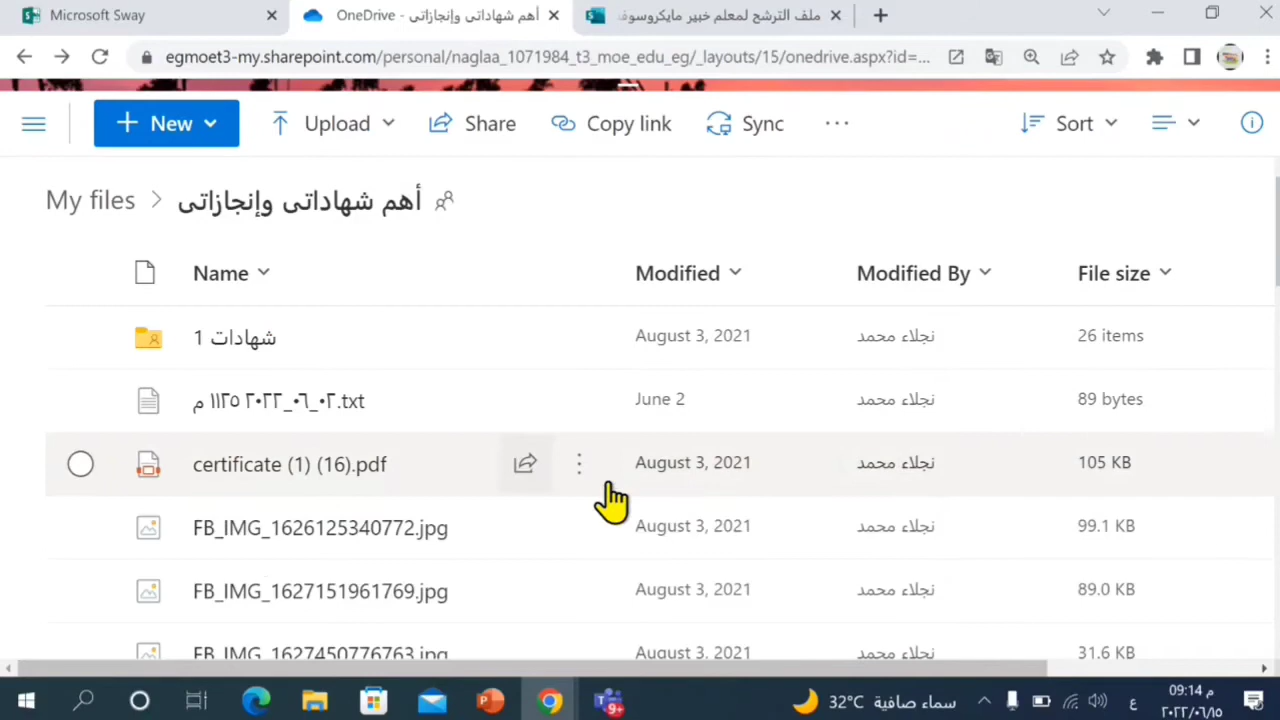 Microsoft Sway
أهم شهاداتى وإنجازاتى - OneDrive
ملف الترشح لمعلم خبير مايكروسوف
egmoet3-my.sharepoint.com/personal/naglaa_1071984_t3_moe_edu_eg/_layouts/15/onedrive.aspx?id=...
New
Upload
Share
Copy link
Sync
Sort
My files > أهم شهاداتى وإنجازاتى
Name
Modified
Modified By
File size
شهادات 1
August 3, 2021
نجلاء محمد
26 items
٠٢_٠٦_٢٠٢٢ ١١٢٥ م.txt
June 2
نجلاء محمد
89 bytes
certificate (1) (16).pdf
August 3, 2021
نجلاء محمد
105 KB
FB_IMG_1626125340772.jpg
August 3, 2021
نجلاء محمد
99.1 KB
FB_IMG_1627151961769.jpg
August 3, 2021
نجلاء محمد
89.0 KB
FB_IMG_1627450776763.jpg
August 3, 2021
نجلاء محمد
31.6 KB
9+
32°C سماء صافية
ع
09:14 م
٢٠٢٢/٠٦/١٥